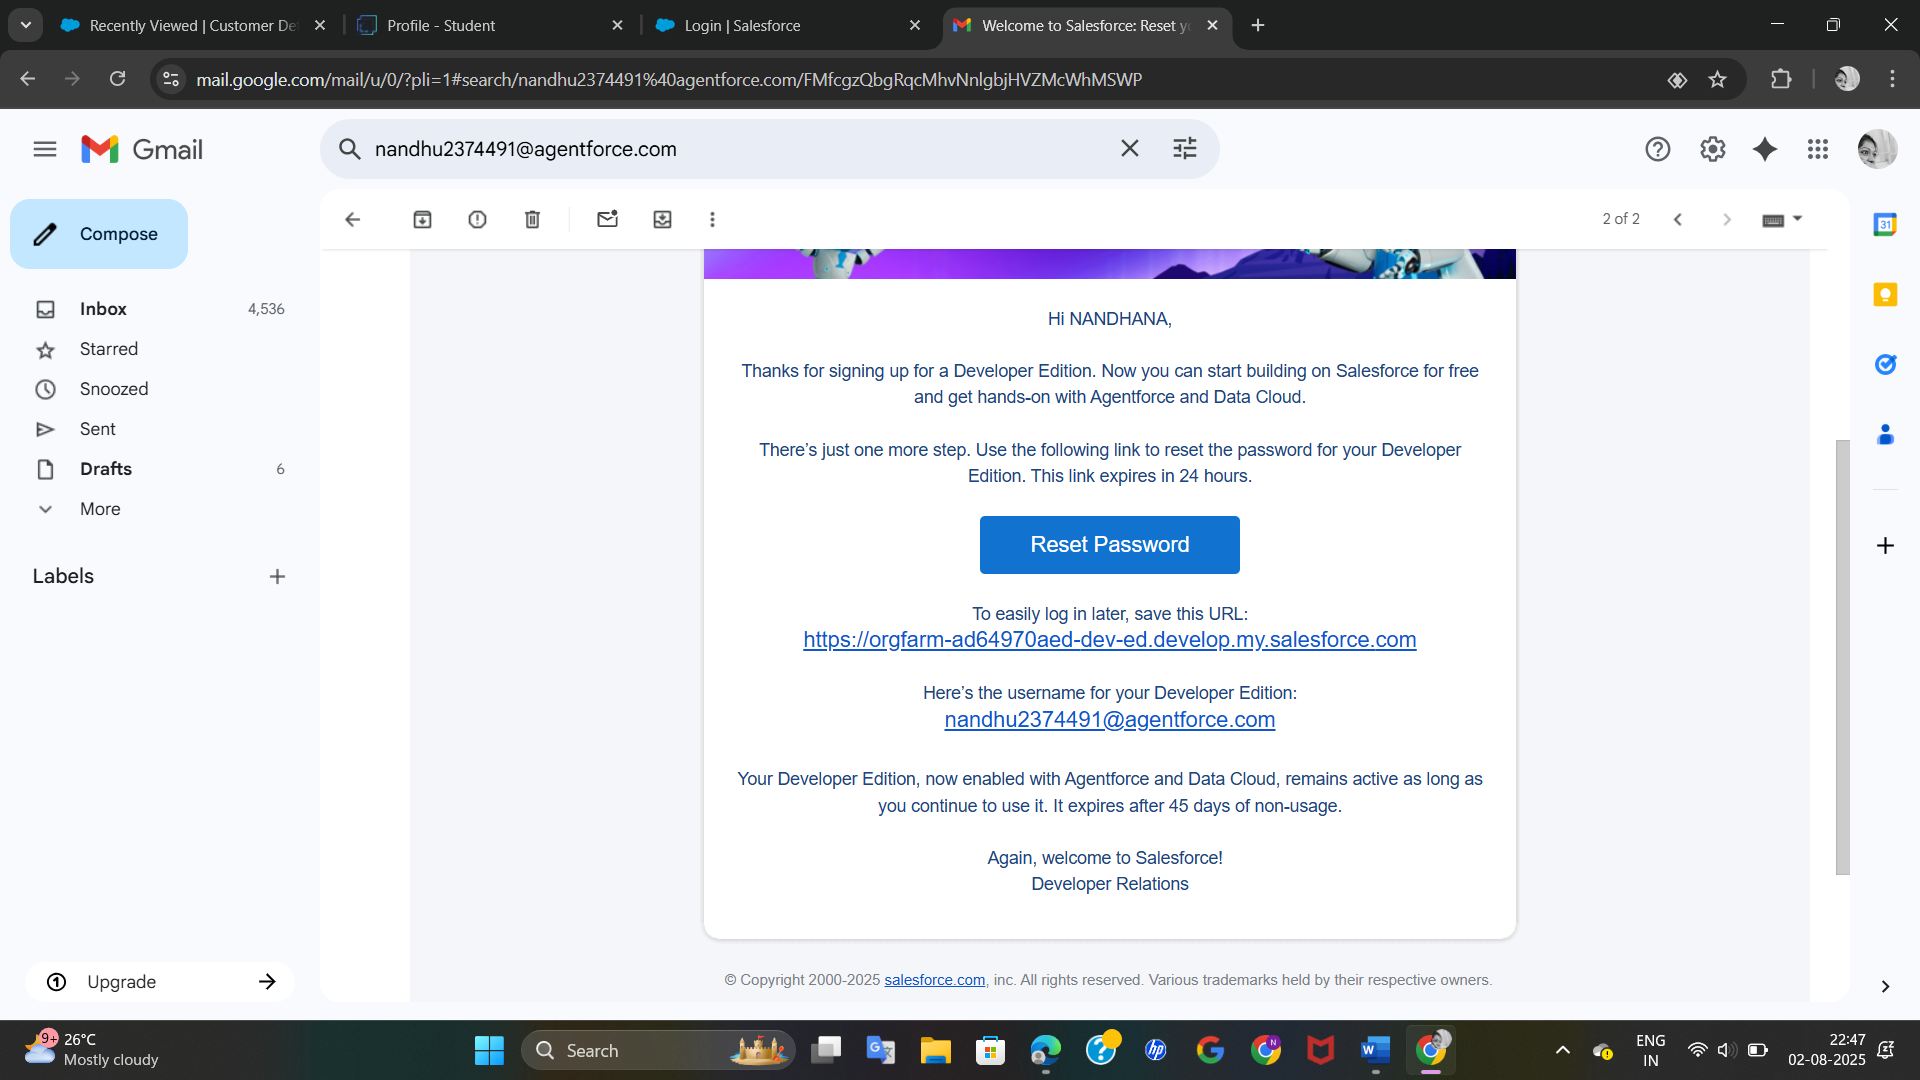 Recently Viewed | Customer De
Profile - Student
Login | Salesforce
Welcome to Salesforce: Reset y
mail.google.com/mail/u/0/?pli=1#search/nandhu2374491%40agentforce.com/FMfcgzQbgRqcMhvNnlgbjHVZMcWhMSWP
Gmail
nandhu2374491@agentforce.com
Compose
2 of 2
Inbox 4,536
Starred
Snoozed
Sent
Drafts 6
More
Labels
Upgrade
Hi NANDHANA,
Thanks for signing up for a Developer Edition. Now you can start building on Salesforce for free
and get hands-on with Agentforce and Data Cloud.
There’s just one more step. Use the following link to reset the password for your Developer
Edition. This link expires in 24 hours.
Reset Password
To easily log in later, save this URL:
https://orgfarm-ad64970aed-dev-ed.develop.my.salesforce.com
Here’s the username for your Developer Edition:
nandhu2374491@agentforce.com
Your Developer Edition, now enabled with Agentforce and Data Cloud, remains active as long as
you continue to use it. It expires after 45 days of non-usage.
Again, welcome to Salesforce!
Developer Relations
© Copyright 2000-2025 salesforce.com, inc. All rights reserved. Various trademarks held by their respective owners.
31
9+
26°C
Mostly cloudy
Search
ENG
IN
22:47
02-08-2025